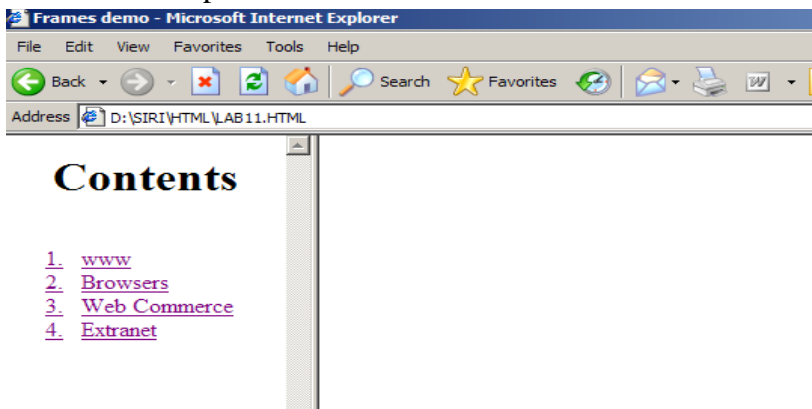 Frames demo - Microsoft Internet Explorer
File Edit View Favorites Tools Help
Back Search Favorites
Address D:\SIRI\HTML\LAB11.HTML
Contents
1. www
2. Browsers
3. Web Commerce
4. Extranet